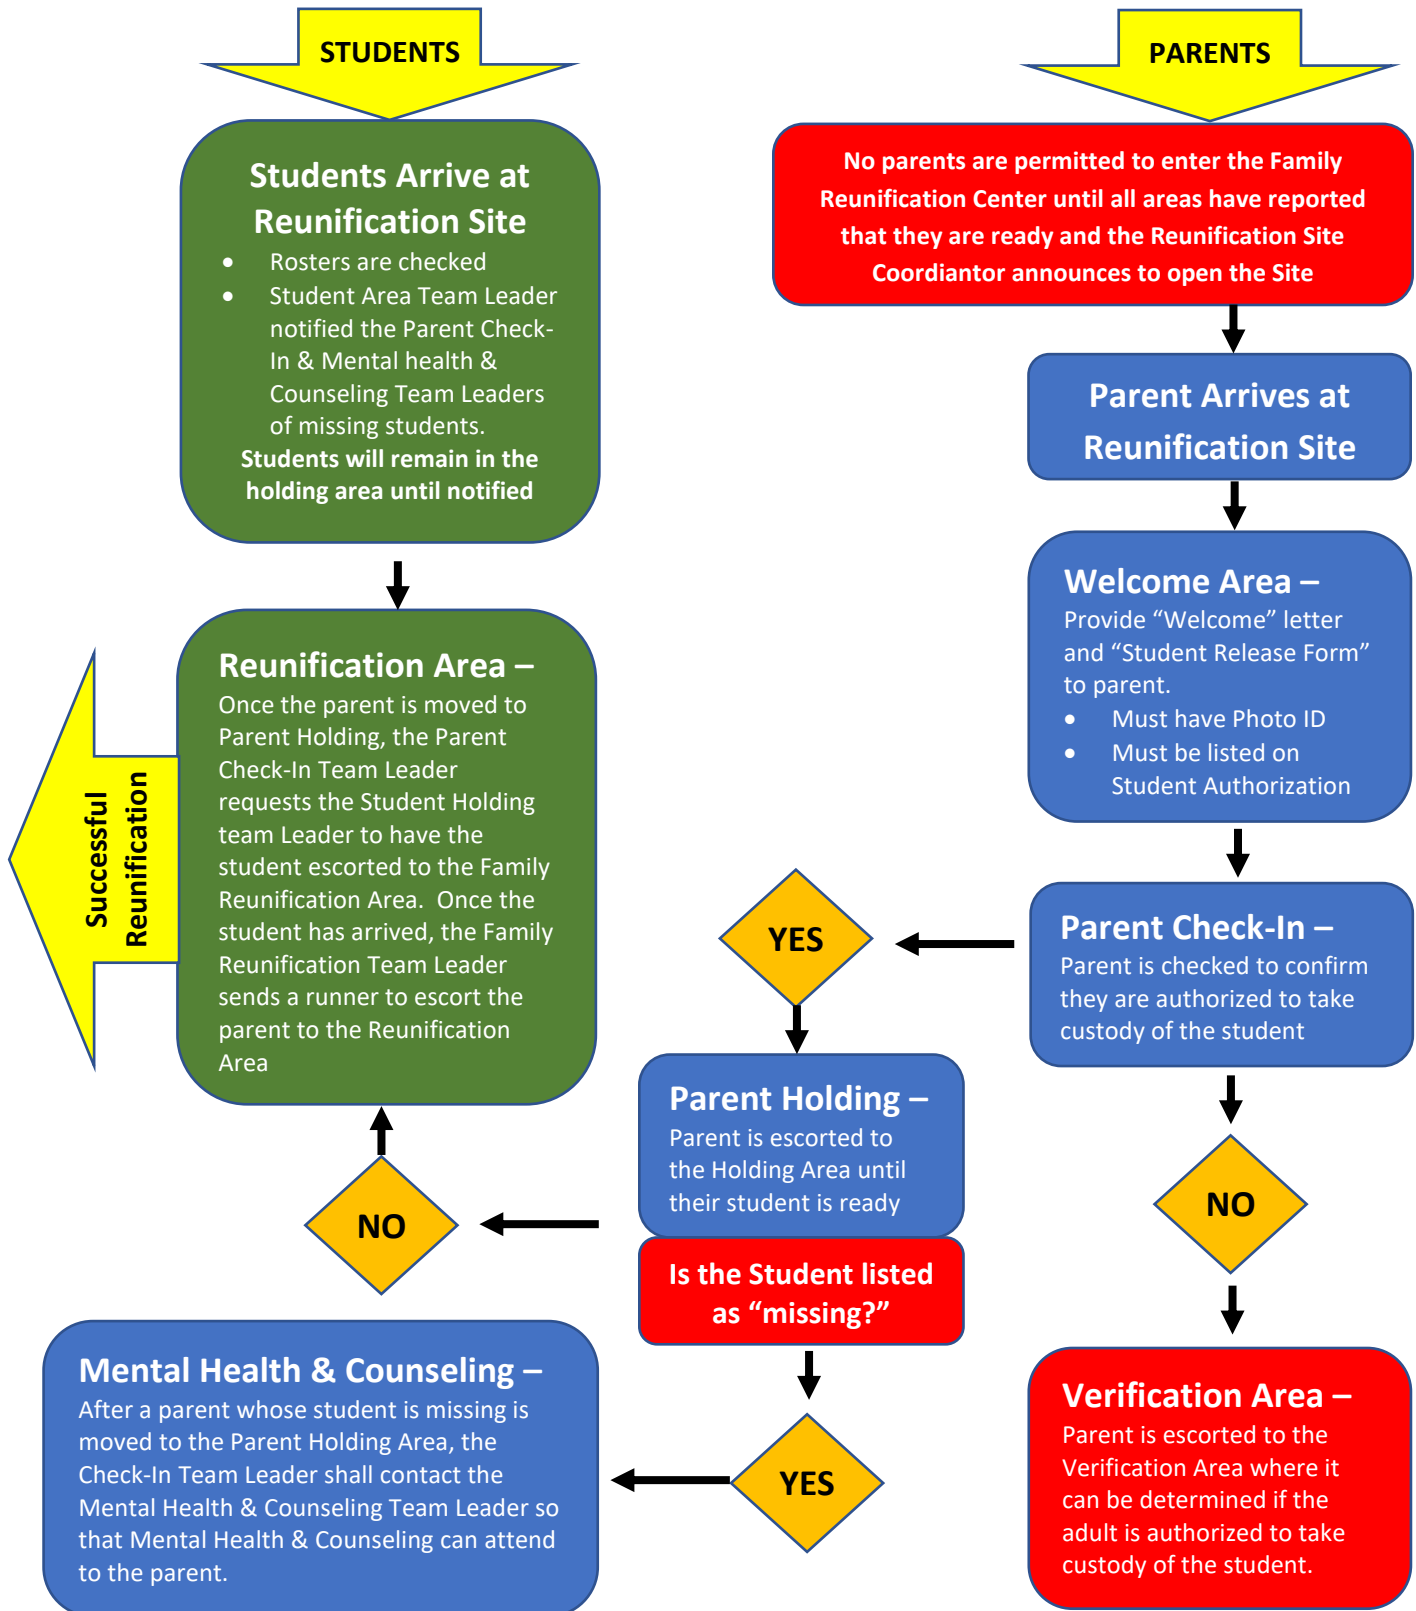 STUDENTS
Students Arrive at
Reunification Site
• Rosters are checked
• Student Area Team Leader
notified the Parent Check-
In & Mental health &
Counseling Team Leaders
of missing students.
Students will remain in the
holding area until notified
Reunification Area –
Once the parent is moved to
Parent Holding, the Parent
Check-In Team Leader
requests the Student Holding
team Leader to have the
student escorted to the Family
Reunification Area.  Once the
student has arrived, the Family
Reunification Team Leader
sends a runner to escort the
parent to the Reunification
Area
Successful
Reunification
PARENTS
No parents are permitted to enter the Family
Reunification Center until all areas have reported
that they are ready and the Reunification Site
Coordiantor announces to open the Site
Parent Arrives at
Reunification Site
Welcome Area –
Provide “Welcome” letter
and “Student Release Form”
to parent.
• Must have Photo ID
• Must be listed on
Student Authorization
Parent Check-In –
Parent is checked to confirm
they are authorized to take
custody of the student
YES
Parent Holding –
Parent is escorted to
the Holding Area until
their student is ready
Is the Student listed
as “missing?”
NO
YES
Mental Health & Counseling –
After a parent whose student is missing is
moved to the Parent Holding Area, the
Check-In Team Leader shall contact the
Mental Health & Counseling Team Leader so
that Mental Health & Counseling can attend
to the parent.
NO
Verification Area –
Parent is escorted to the
Verification Area where it
can be determined if the
adult is authorized to take
custody of the student.